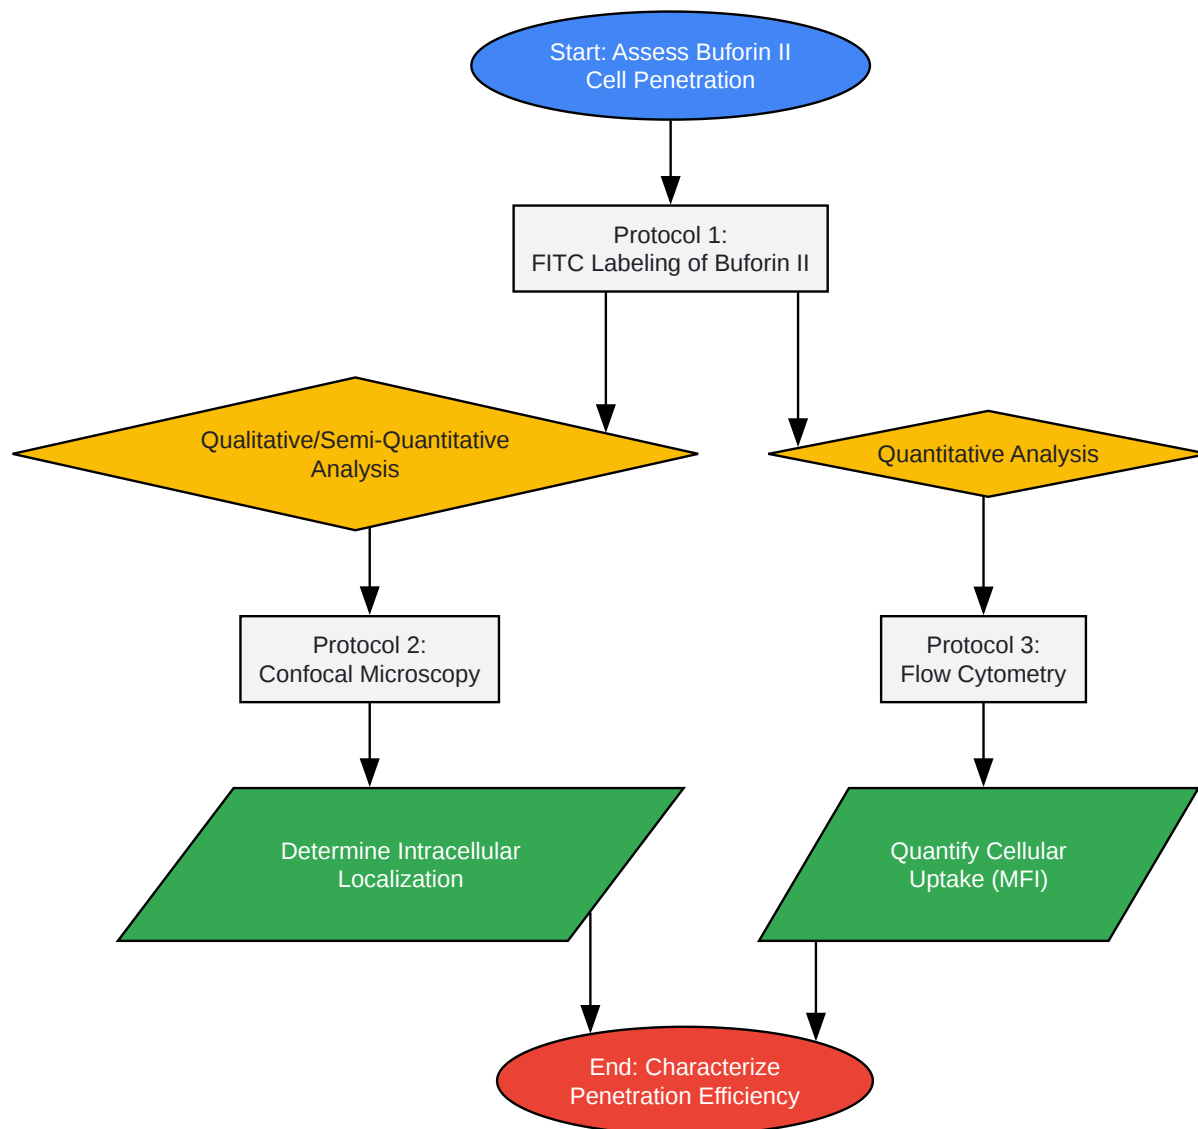 Start: Assess Buforin II
Cell Penetration
Protocol 1:
FITC Labeling of Buforin II
Qualitative/Semi-Quantitative
Analysis
Quantitative Analysis
Protocol 2:
Confocal Microscopy
Protocol 3:
Flow Cytometry
Determine Intracellular
Localization
Quantify Cellular
Uptake (MFI)
End: Characterize
Penetration Efficiency